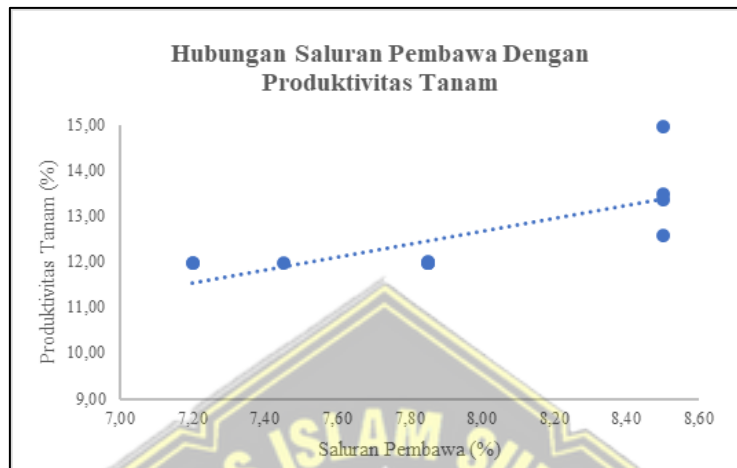 Hubungan Saluran Pembawa Dengan
Produktivitas Tanam
Produktivitas Tanam (%)
15,00
14,00
13,00
12,00
11,00
10,00
9,00
7,00 7,20 7,40 7,60 7,80 8,00 8,20 8,40 8,60
Saluran Pembawa (%)
ISLAM